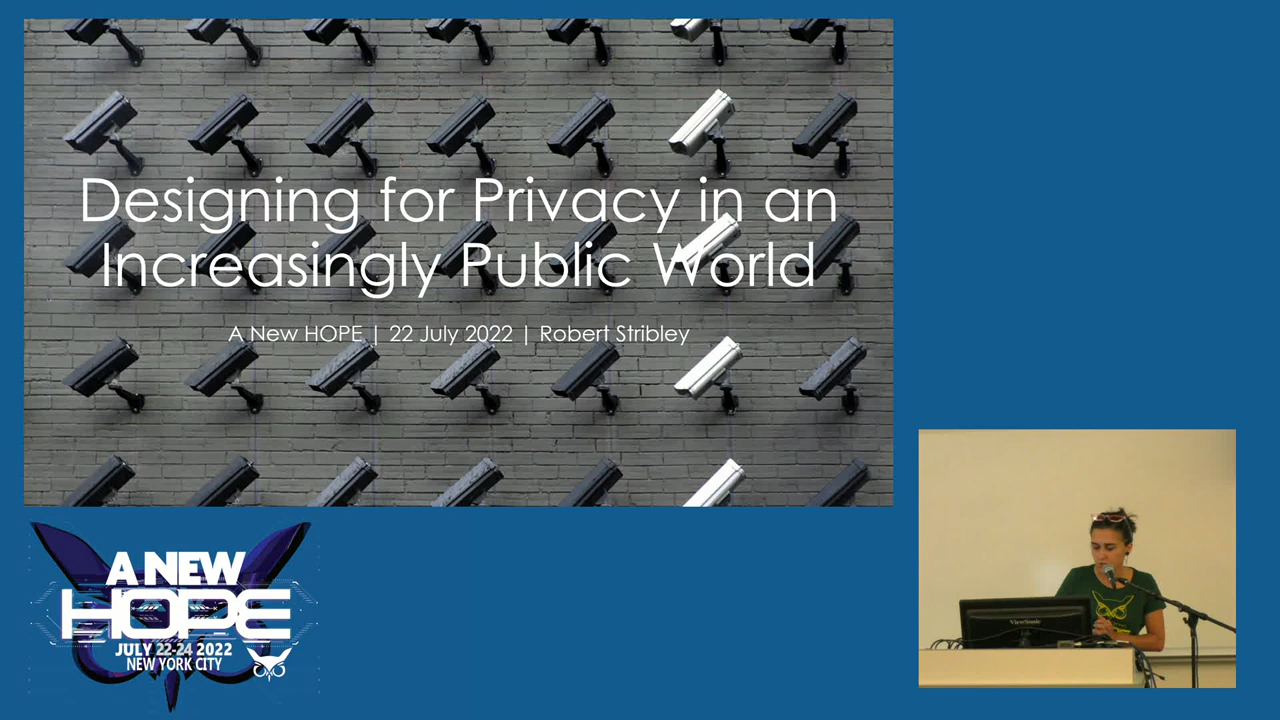 Designing for Privacy in an
Increasingly Public World
A New HOPE | 22 July 2022 | Robert Stribley
A NEW
HOPE
JULY 22-24 2022
NEW YORK CITY
ViewSonic